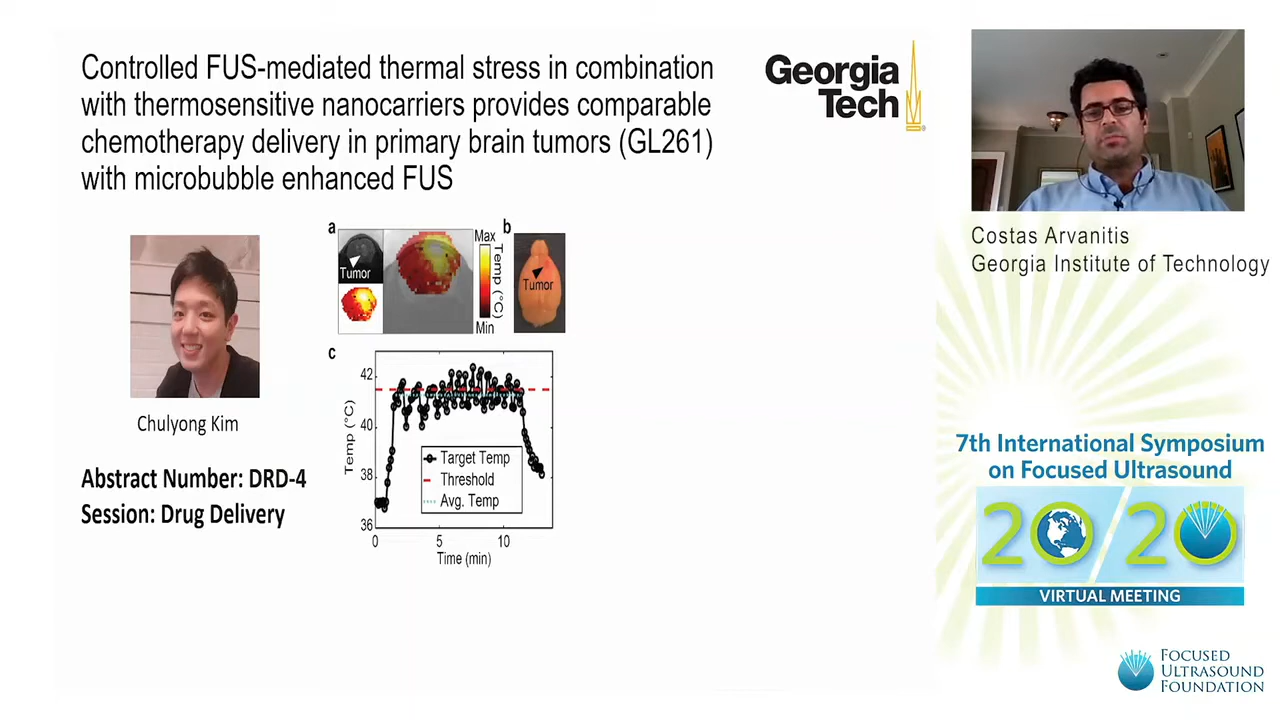 Controlled FUS-mediated thermal stress in combination
with thermosensitive nanocarriers provides comparable
chemotherapy delivery in primary brain tumors (GL261)
with microbubble enhanced FUS
Georgia
Tech
Chulyong Kim
Abstract Number: DRD-4
Session: Drug Delivery
a
Tumor
Max
Temp (°C)
Min
b
Tumor
c
Temp (°C)
42
40
38
36
Target Temp
Threshold
Avg. Temp
0
5
10
Time (min)
Costas Arvanitis
Georgia Institute of Technology
7th International Symposium
on Focused Ultrasound
20/20
VIRTUAL MEETING
FOCUSED
ULTRASOUND
FOUNDATION